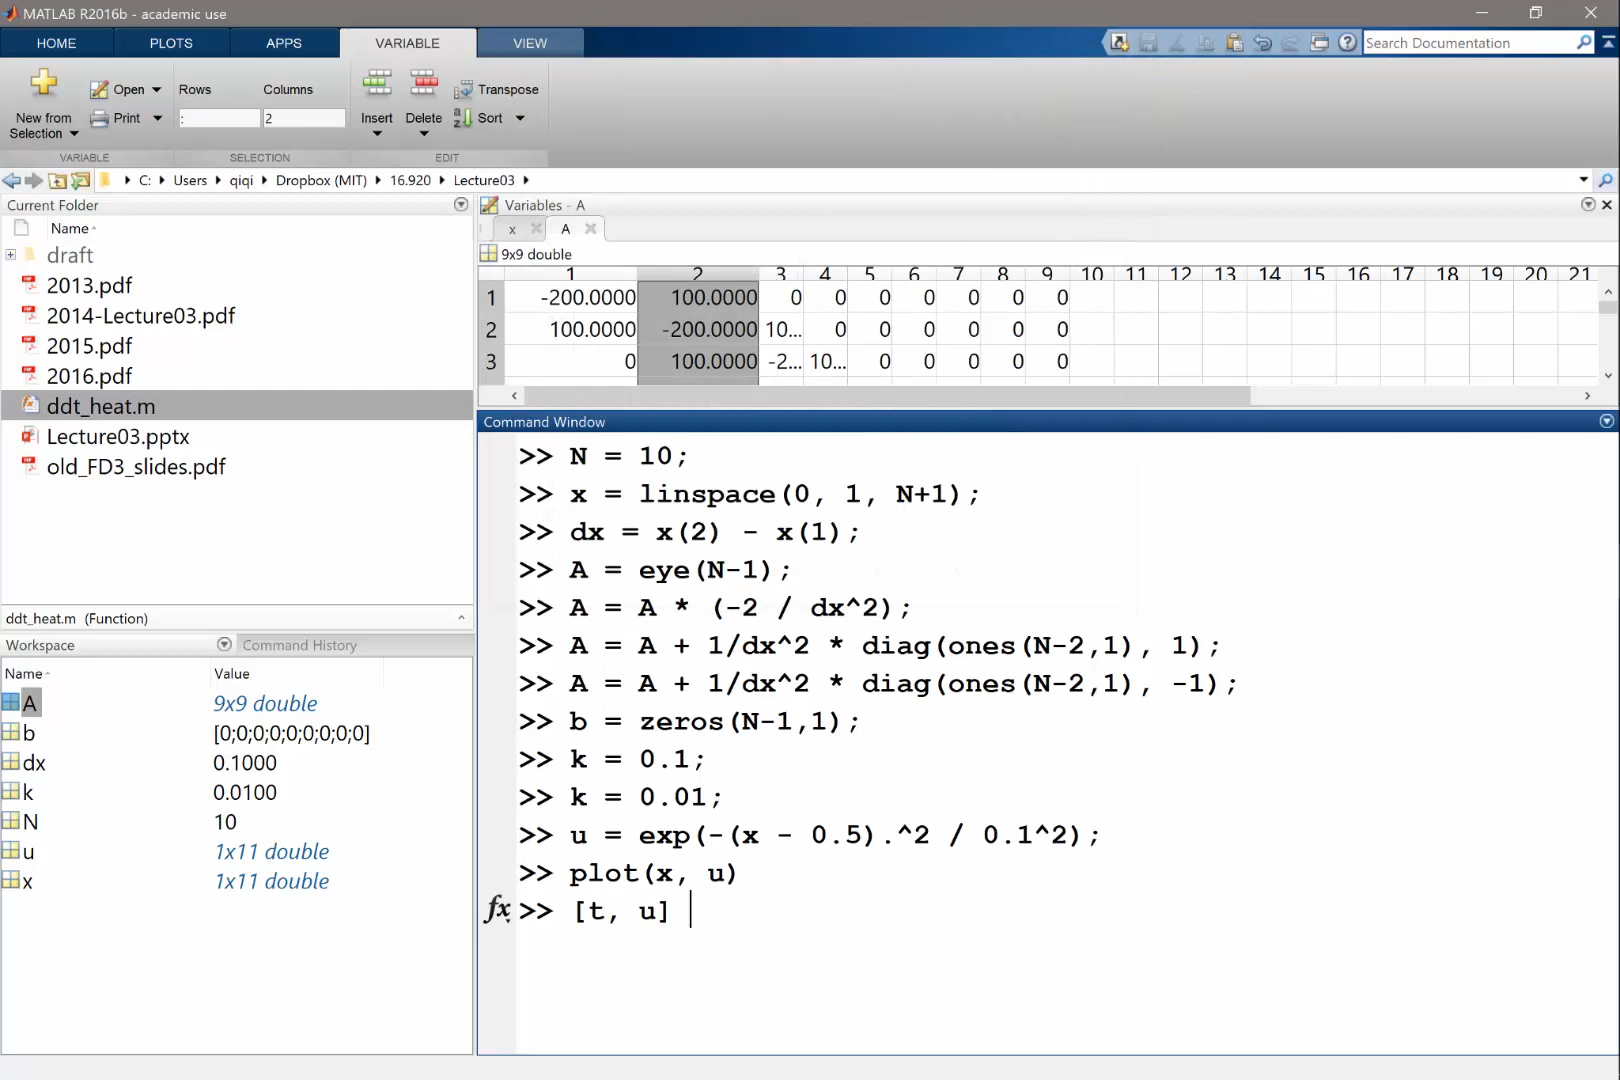 MATLAB R2016b - academic use
HOME PLOTS APPS VARIABLE VIEW
Search Documentation
New from Selection
Open
Print
Rows Columns
: 2
Insert Delete
Transpose
Sort
VARIABLE SELECTION EDIT
C: Users qiqi Dropbox (MIT) 16.920 Lecture03
Current Folder
Name
draft
2013.pdf
2014-Lecture03.pdf
2015.pdf
2016.pdf
ddt_heat.m
Lecture03.pptx
old_FD3_slides.pdf
ddt_heat.m (Function)
Workspace Command History
Name Value
A 9x9 double
b [0;0;0;0;0;0;0;0;0]
dx 0.1000
k 0.0100
N 10
u 1x11 double
x 1x11 double
Variables - A
x A
9x9 double
1 2 3 4 5 6 7 8 9 10 11 12 13 14 15 16 17 18 19 20 21
1 -200.0000 100.0000 0 0 0 0 0 0 0
2 100.0000 -200.0000 10... 0 0 0 0 0 0
3 0 100.0000 -2... 10... 0 0 0 0 0
Command Window
>> N = 10;
>> x = linspace(0, 1, N+1);
>> dx = x(2) - x(1);
>> A = eye(N-1);
>> A = A * (-2 / dx^2);
>> A = A + 1/dx^2 * diag(ones(N-2,1), 1);
>> A = A + 1/dx^2 * diag(ones(N-2,1), -1);
>> b = zeros(N-1,1);
>> k = 0.1;
>> k = 0.01;
>> u = exp(-(x - 0.5).^2 / 0.1^2);
>> plot(x, u)
fx >> [t, u]